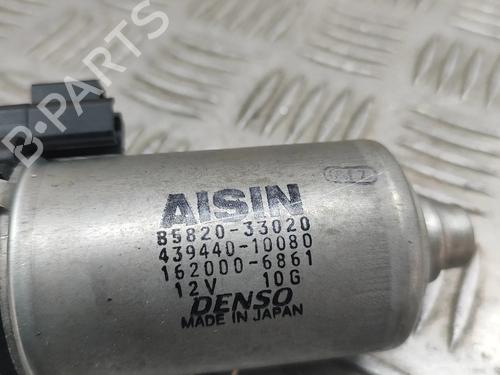 B-PARTS
AISIN
85820-33020
439440-10080
162000-6861
12V 10G
DENSO
MADE IN JAPAN